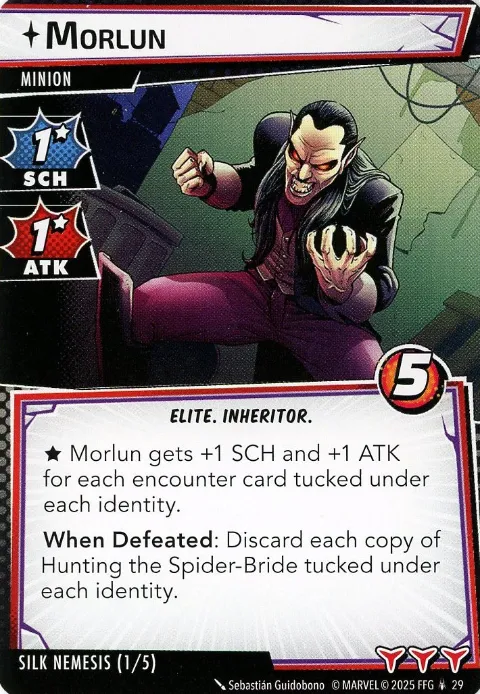 MORLUN
MINION
1★
SCH
1★
ATK
5
ELITE. INHERITOR.
★ Morlun gets +1 SCH and +1 ATK
for each encounter card tucked under
each identity.
When Defeated: Discard each copy of
Hunting the Spider-Bride tucked under
each identity.
SILK NEMESIS (1/5)
Sebastián Guidobono © MARVEL © 2025 FFG 29